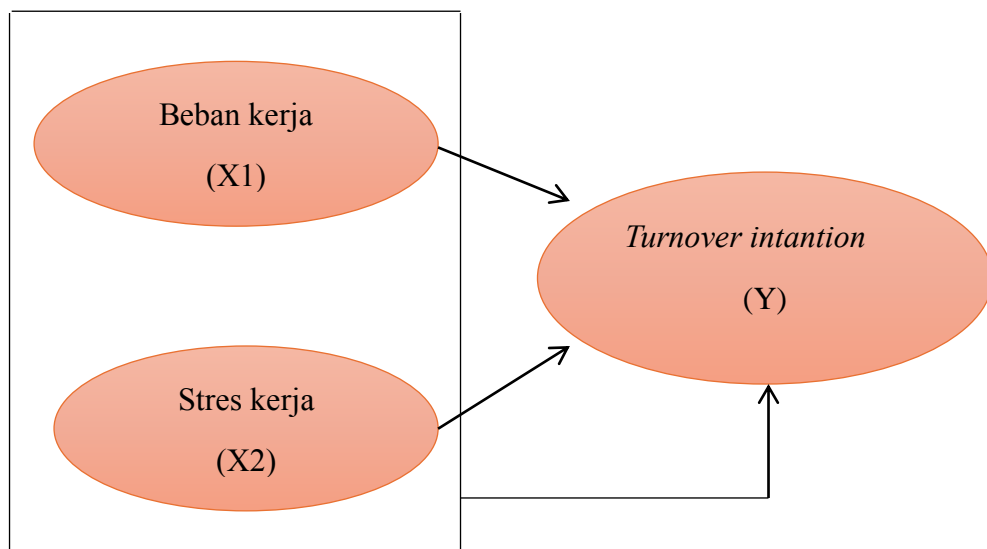 Beban kerja
(X1)
Turnover intantion
(Y)
Stres kerja
(X2)